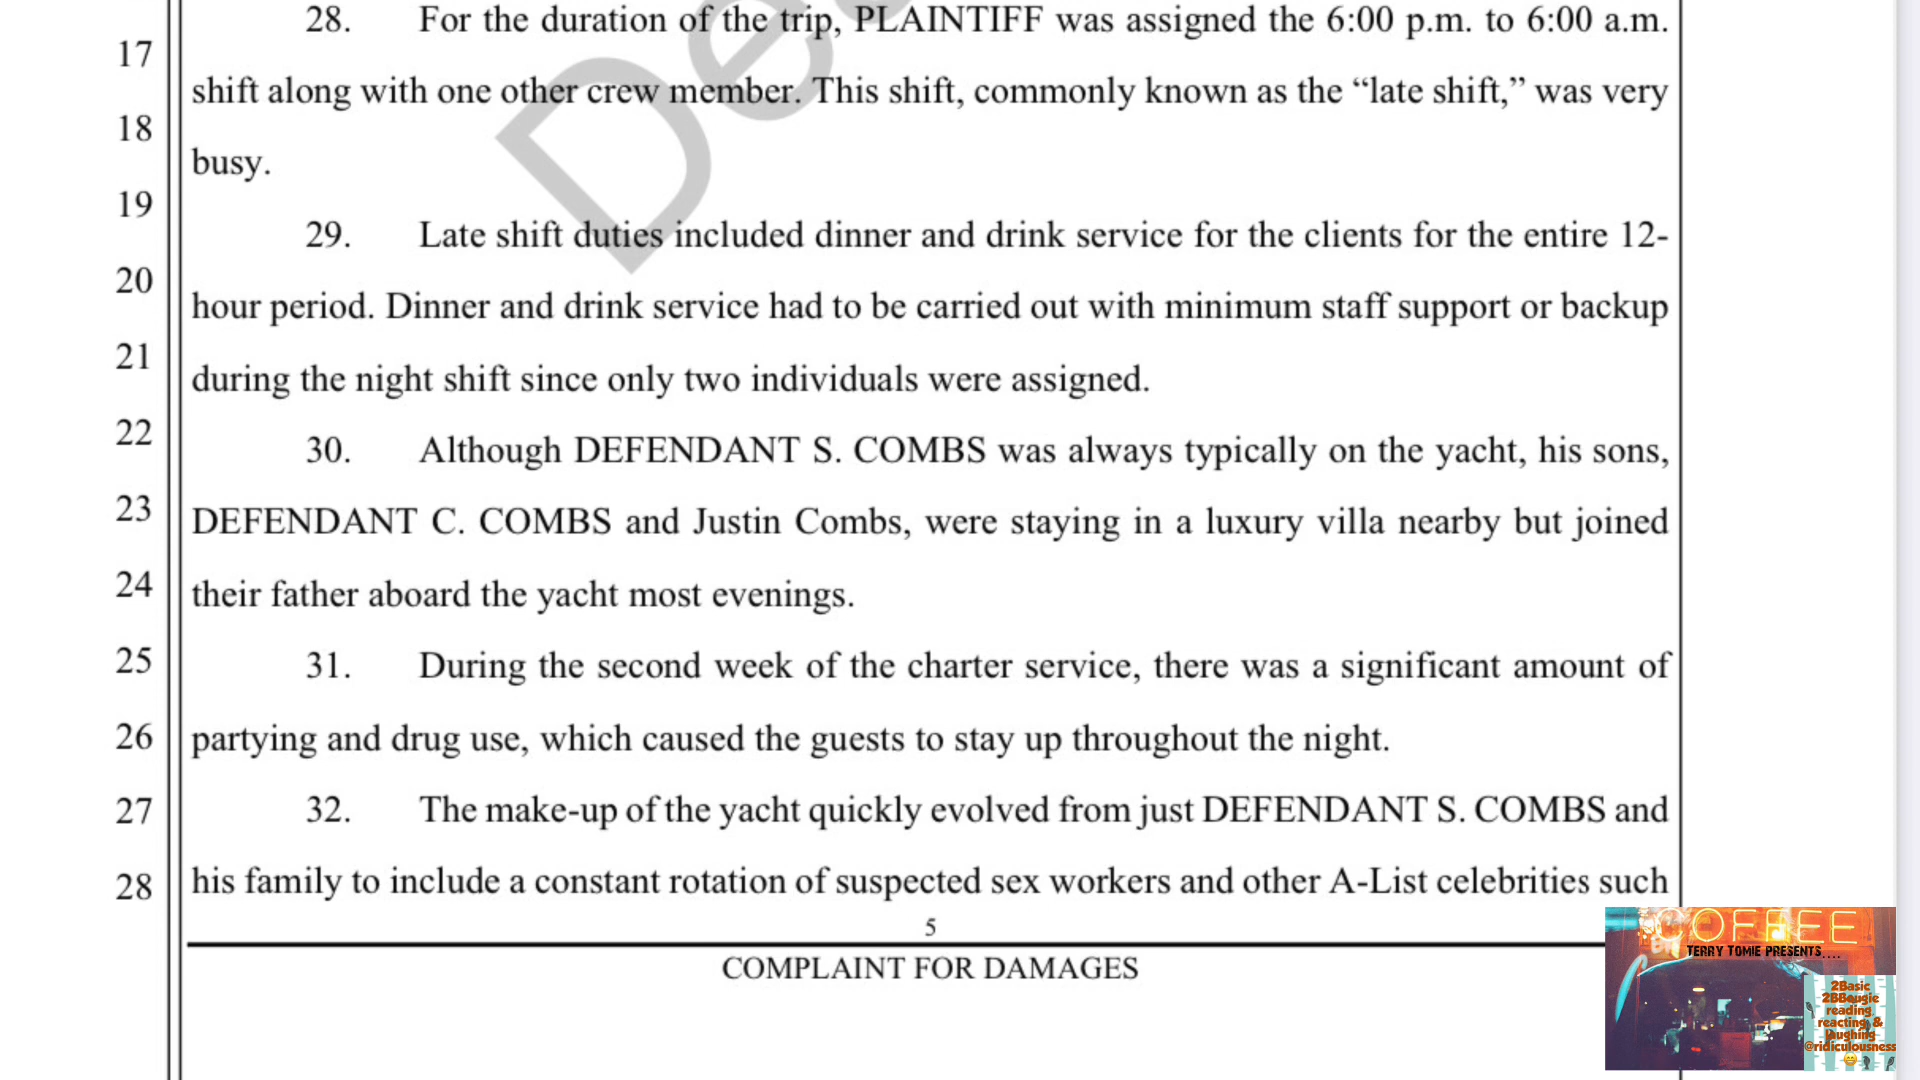 28. For the duration of the trip, PLAINTIFF was assigned the 6:00 p.m. to 6:00 a.m.
17
shift along with one other crew member. This shift, commonly known as the “late shift,” was very
18
busy.
19
29. Late shift duties included dinner and drink service for the clients for the entire 12-
20
hour period. Dinner and drink service had to be carried out with minimum staff support or backup
21
during the night shift since only two individuals were assigned.
22
30. Although DEFENDANT S. COMBS was always typically on the yacht, his sons,
23
DEFENDANT C. COMBS and Justin Combs, were staying in a luxury villa nearby but joined
24
their father aboard the yacht most evenings.
25
31. During the second week of the charter service, there was a significant amount of
26
partying and drug use, which caused the guests to stay up throughout the night.
27
32. The make-up of the yacht quickly evolved from just DEFENDANT S. COMBS and
28
his family to include a constant rotation of suspected sex workers and other A-List celebrities such
5
COMPLAINT FOR DAMAGES
De
COFFEE
TERRY TOMIE PRESENTS....
2Basic
2BBougie
reading
reacting &
laughing
@ridiculousness